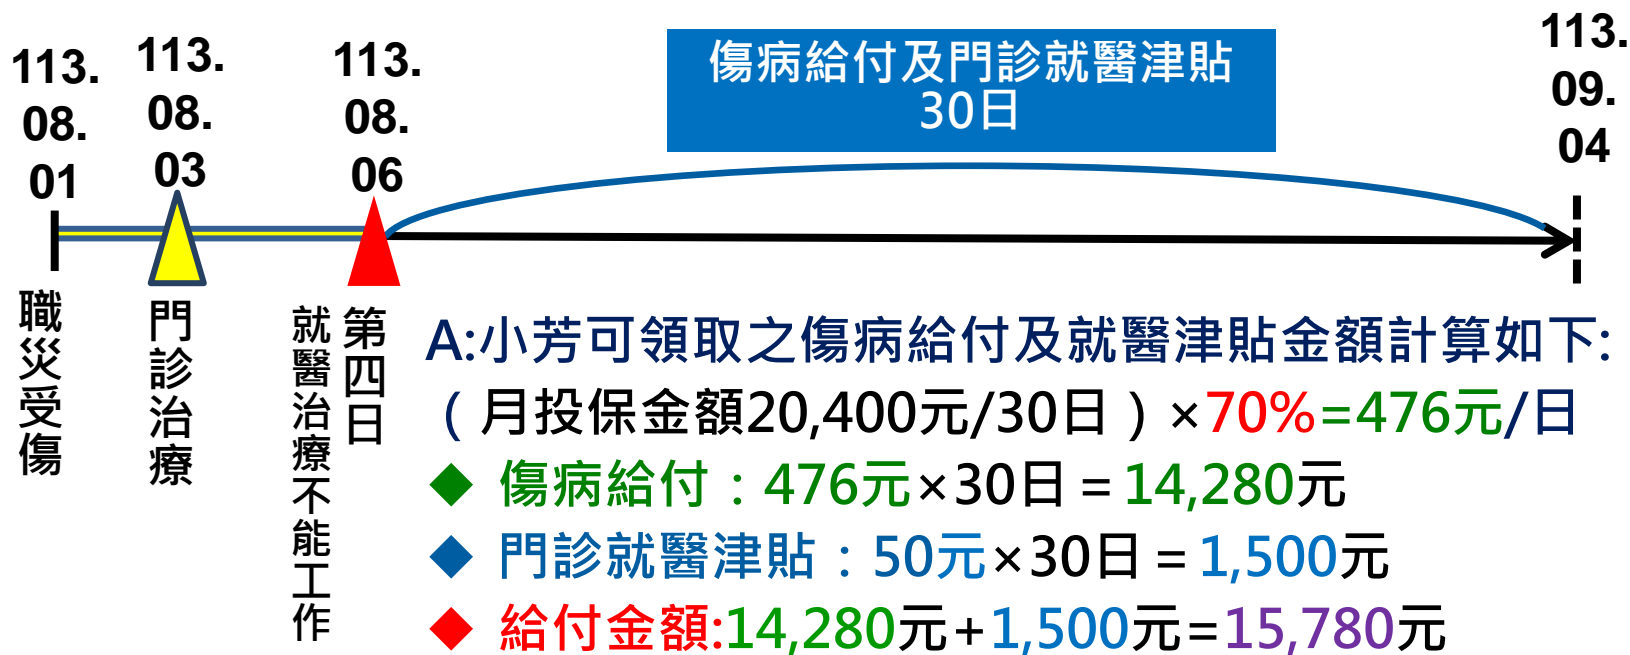 113.
08.
01
113.
08.
03
113.
08.
06
傷病給付及門診就醫津貼
30日
113.
09.
04
職災受傷
門診治療
第四日
就醫治療不能工作
A:小芳可領取之傷病給付及就醫津貼金額計算如下:
（月投保金額20,400元/30日）×70%=476元/日
◆ 傷病給付：476元×30日＝14,280元
◆ 門診就醫津貼：50元×30日＝1,500元
◆ 給付金額:14,280元+1,500元=15,780元